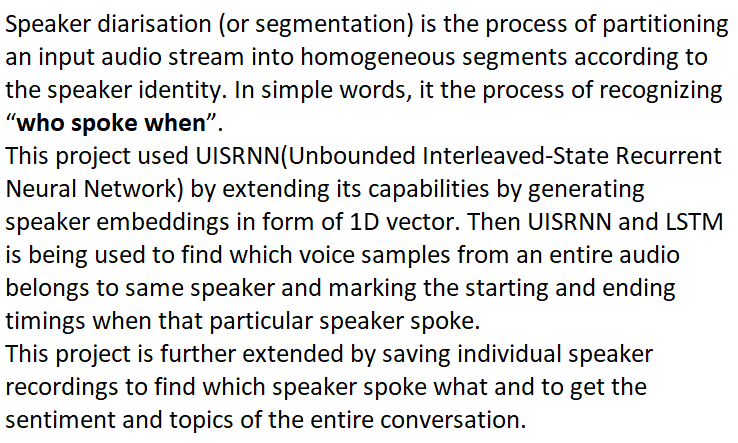 Speaker diarisation (or segmentation) is the process of partitioning
an input audio stream into homogeneous segments according to
the speaker identity. In simple words, it the process of recognizing
“who spoke when”.
This project used UISRNN(Unbounded Interleaved-State Recurrent
Neural Network) by extending its capabilities by generating
speaker embeddings in form of 1D vector. Then UISRNN and LSTM
is being used to find which voice samples from an entire audio
belongs to same speaker and marking the starting and ending
timings when that particular speaker spoke.
This project is further extended by saving individual speaker
recordings to find which speaker spoke what and to get the
sentiment and topics of the entire conversation.